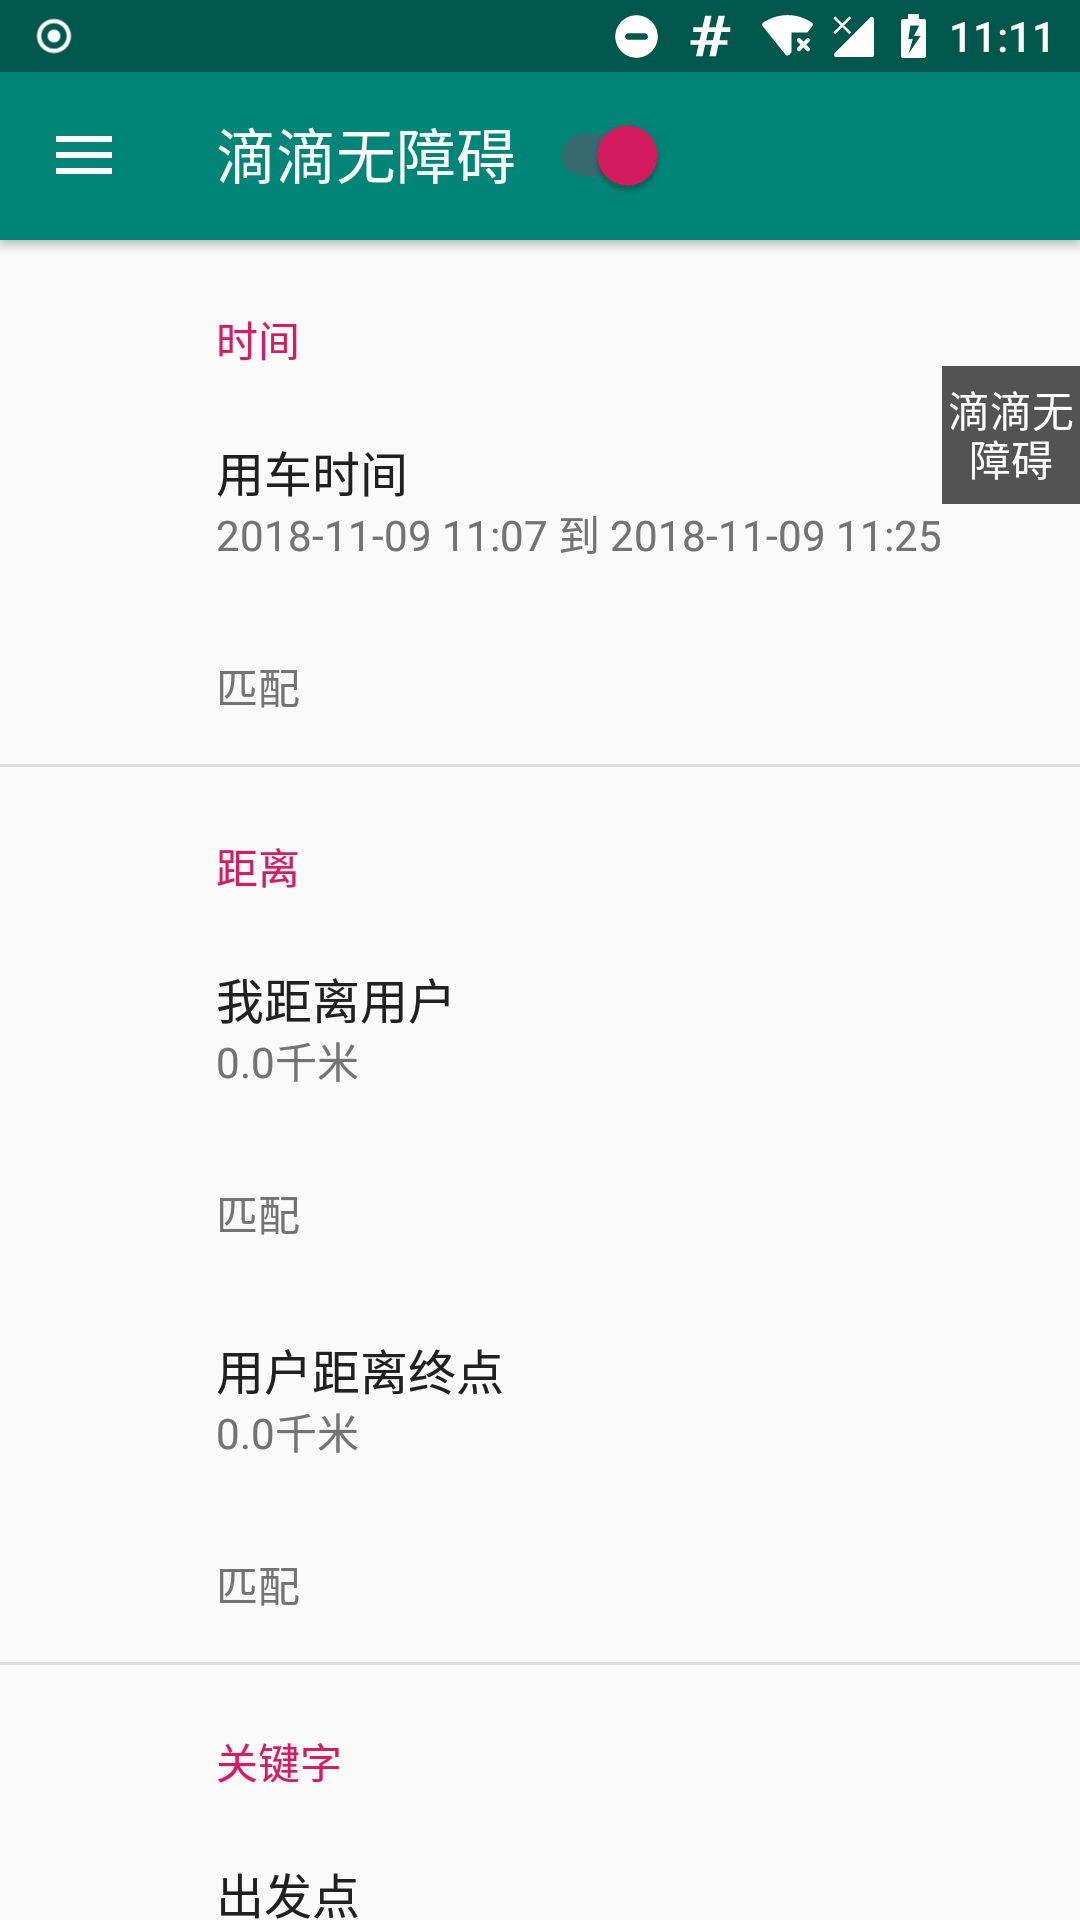 11:11
滴滴无障碍
时间
滴滴无
障碍
用车时间
2018-11-09 11:07 到 2018-11-09 11:25
匹配
距离
我距离用户
0.0千米
匹配
用户距离终点
0.0千米
匹配
关键字
出发点